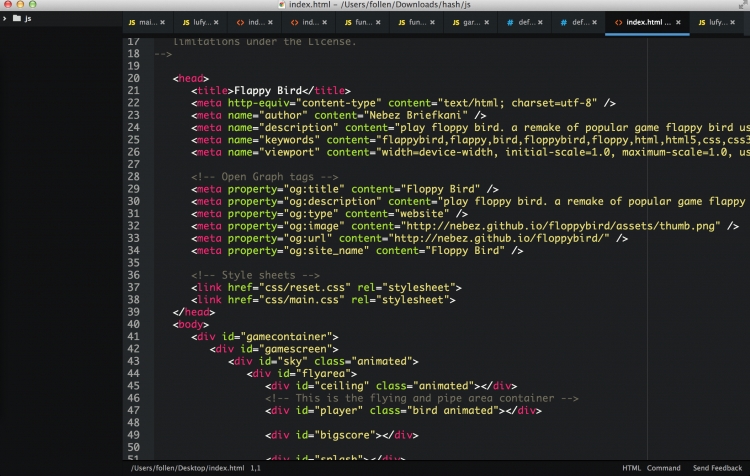 index.html – /Users/follen/Downloads/hash/js
js
JS mai... ×
JS lufy... ×
<> ind... ×
<> ind... ×
JS fun... ×
JS fun... ×
JS gar... ×
# def... ×
# def... ×
<> index.html ... ×
JS lufy... ×
17 limitations under the License.
18 -->
19
20 <head>
21 <title>Flappy Bird</title>
22 <meta http-equiv="content-type" content="text/html; charset=utf-8" />
23 <meta name="author" content="Nebez Briefkani" />
24 <meta name="description" content="play floppy bird. a remake of popular game flappy bird us
25 <meta name="keywords" content="flappybird,flappy,bird,floppybird,floppy,html,html5,css,css3
26 <meta name="viewport" content="width=device-width, initial-scale=1.0, maximum-scale=1.0, us
27
28 <!-- Open Graph tags -->
29 <meta property="og:title" content="Floppy Bird" />
30 <meta property="og:description" content="play floppy bird. a remake of popular game flappy
31 <meta property="og:type" content="website" />
32 <meta property="og:image" content="http://nebez.github.io/floppybird/assets/thumb.png" />
33 <meta property="og:url" content="http://nebez.github.io/floppybird/" />
34 <meta property="og:site_name" content="Floppy Bird" />
35
36 <!-- Style sheets -->
37 <link href="css/reset.css" rel="stylesheet">
38 <link href="css/main.css" rel="stylesheet">
39 </head>
40 <body>
41 <div id="gamecontainer">
42 <div id="gamescreen">
43 <div id="sky" class="animated">
44 <div id="flyarea">
45 <div id="ceiling" class="animated"></div>
46 <!-- This is the flying and pipe area container -->
47 <div id="player" class="bird animated"></div>
48
49 <div id="bigscore"></div>
50
51 <div id="splash"></div>
/Users/follen/Desktop/index.html 1,1
HTML Command Send Feedback